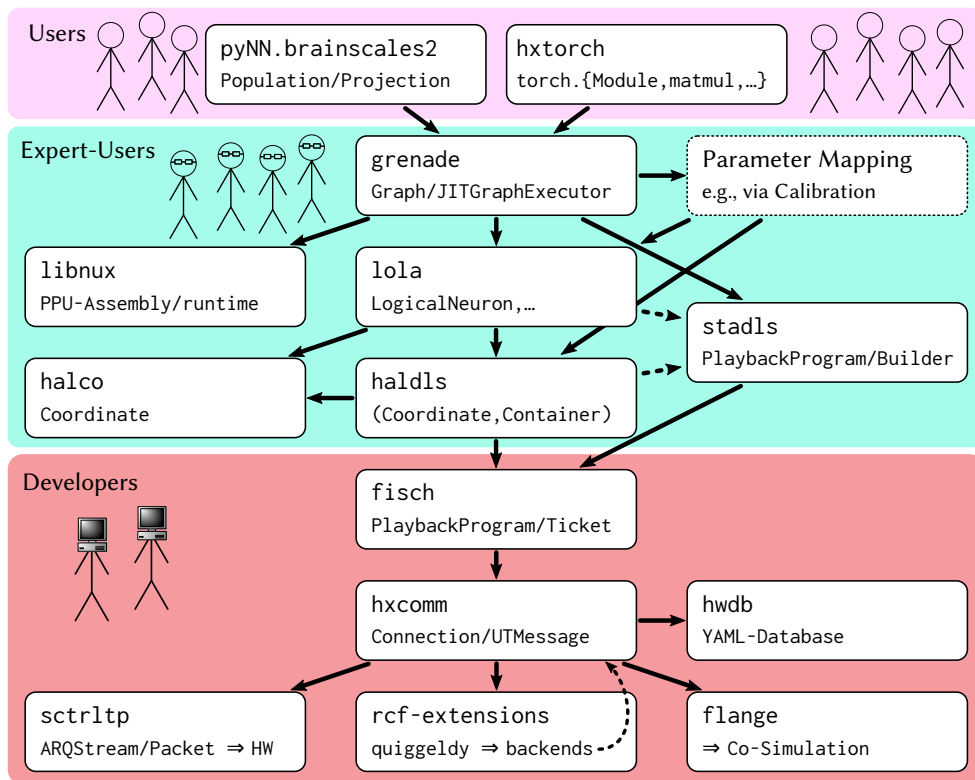 Users
pyNN.brainscales2
Population/Projection
hxtorch
torch.{Module,matmul,…}
Expert-Users
grenade
Graph/JITGraphExecutor
Parameter Mapping
e.g., via Calibration
libnux
PPU-Assembly/runtime
lola
LogicalNeuron,…
stadls
PlaybackProgram/Builder
halco
Coordinate
haldls
(Coordinate,Container)
Developers
fisch
PlaybackProgram/Ticket
hxcomm
Connection/UTMessage
hwdb
YAML-Database
sctrltp
ARQStream/Packet ⇒ HW
rcf-extensions
quiggeldy ⇒ backends
flange
⇒ Co-Simulation